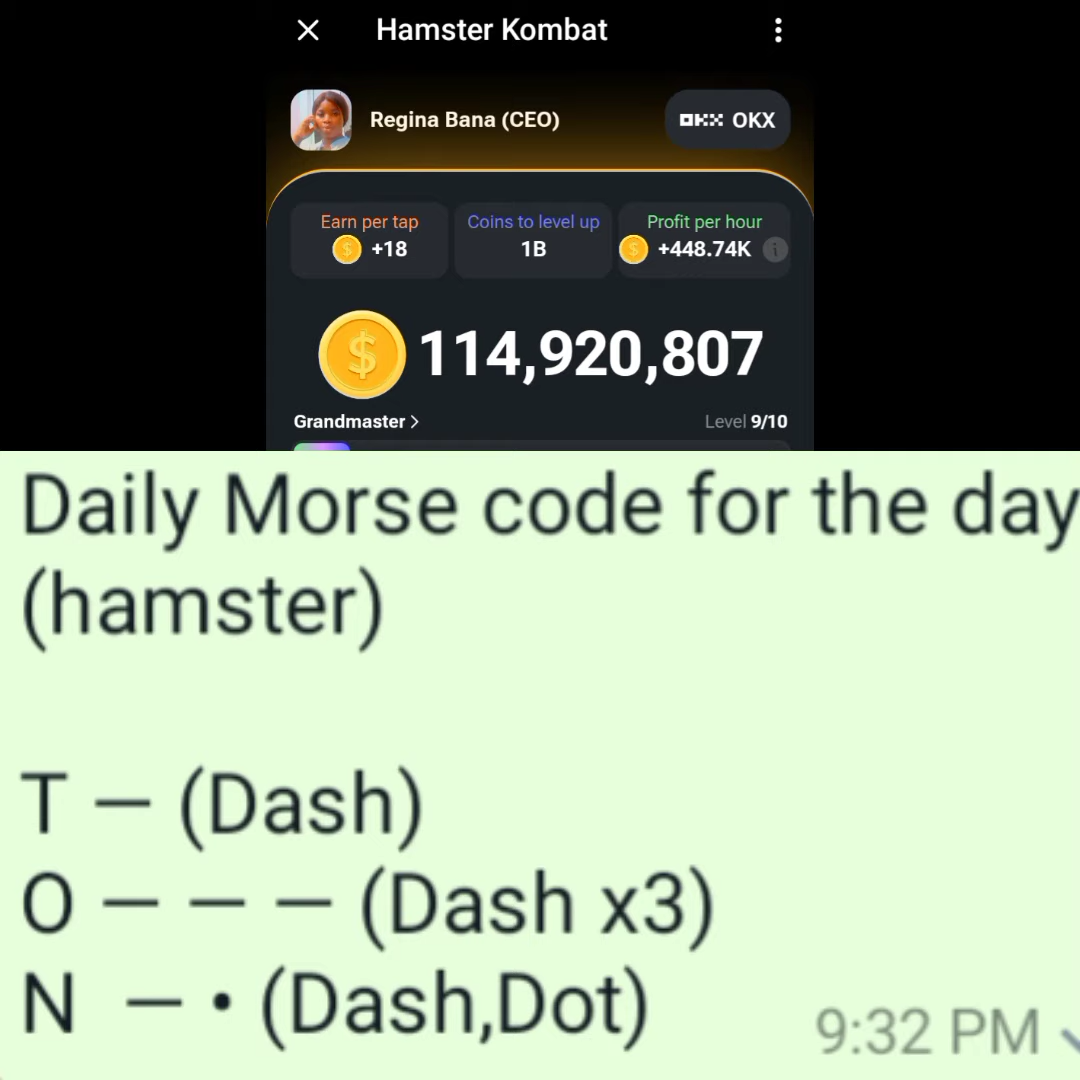 Hamster Kombat
Regina Bana (CEO)
OKX OKX
Earn per tap
+18
Coins to level up
1B
Profit per hour
+448.74K
114,920,807
Grandmaster >
Level 9/10
Daily Morse code for the day
(hamster)
T — (Dash)
O — — — (Dash x3)
N — • (Dash,Dot)
9:32 PM